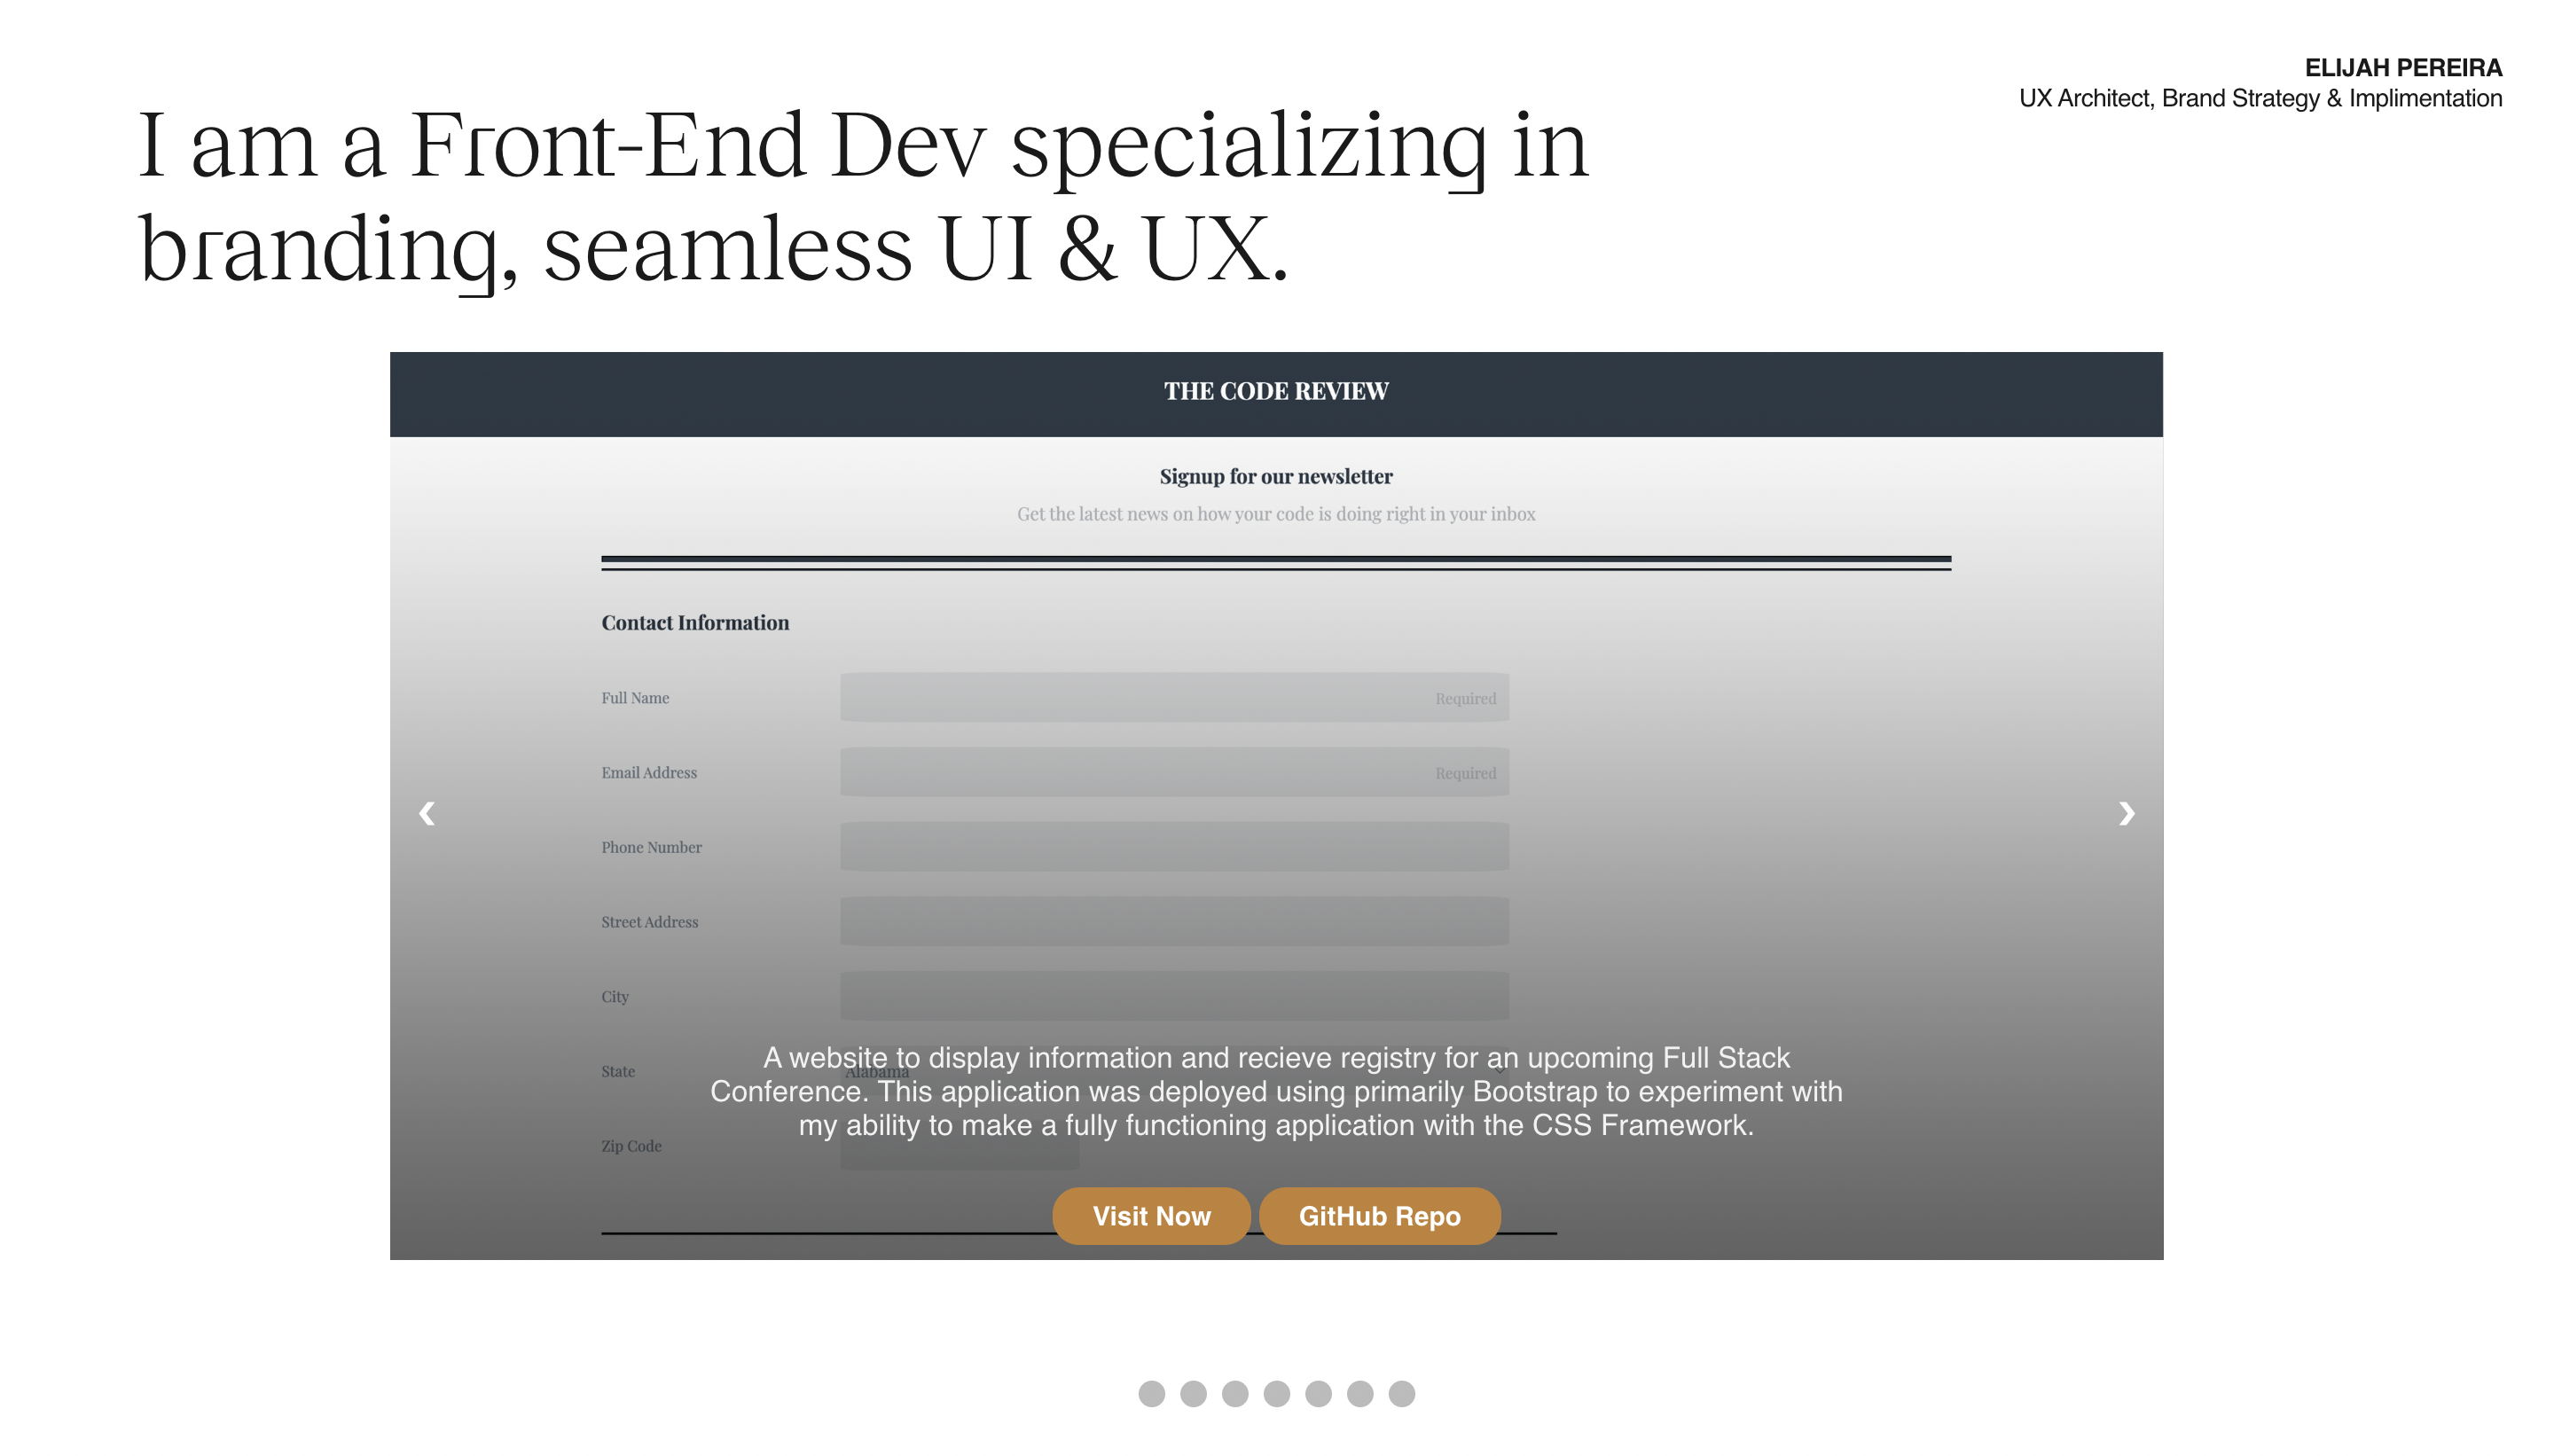 ELIJAH PEREIRA
UX Architect, Brand Strategy & Implimentation
I am a Front-End Dev specializing in
branding, seamless UI & UX.
THE CODE REVIEW
Signup for our newsletter
Get the latest news on how your code is doing right in your inbox
Contact Information
Full Name
Required
Email Address
Required
Phone Number
Street Address
City
State
Alabama
A website to display information and recieve registry for an upcoming Full Stack
Conference. This application was deployed using primarily Bootstrap to experiment with
my ability to make a fully functioning application with the CSS Framework.
Zip Code
Visit Now
GitHub Repo